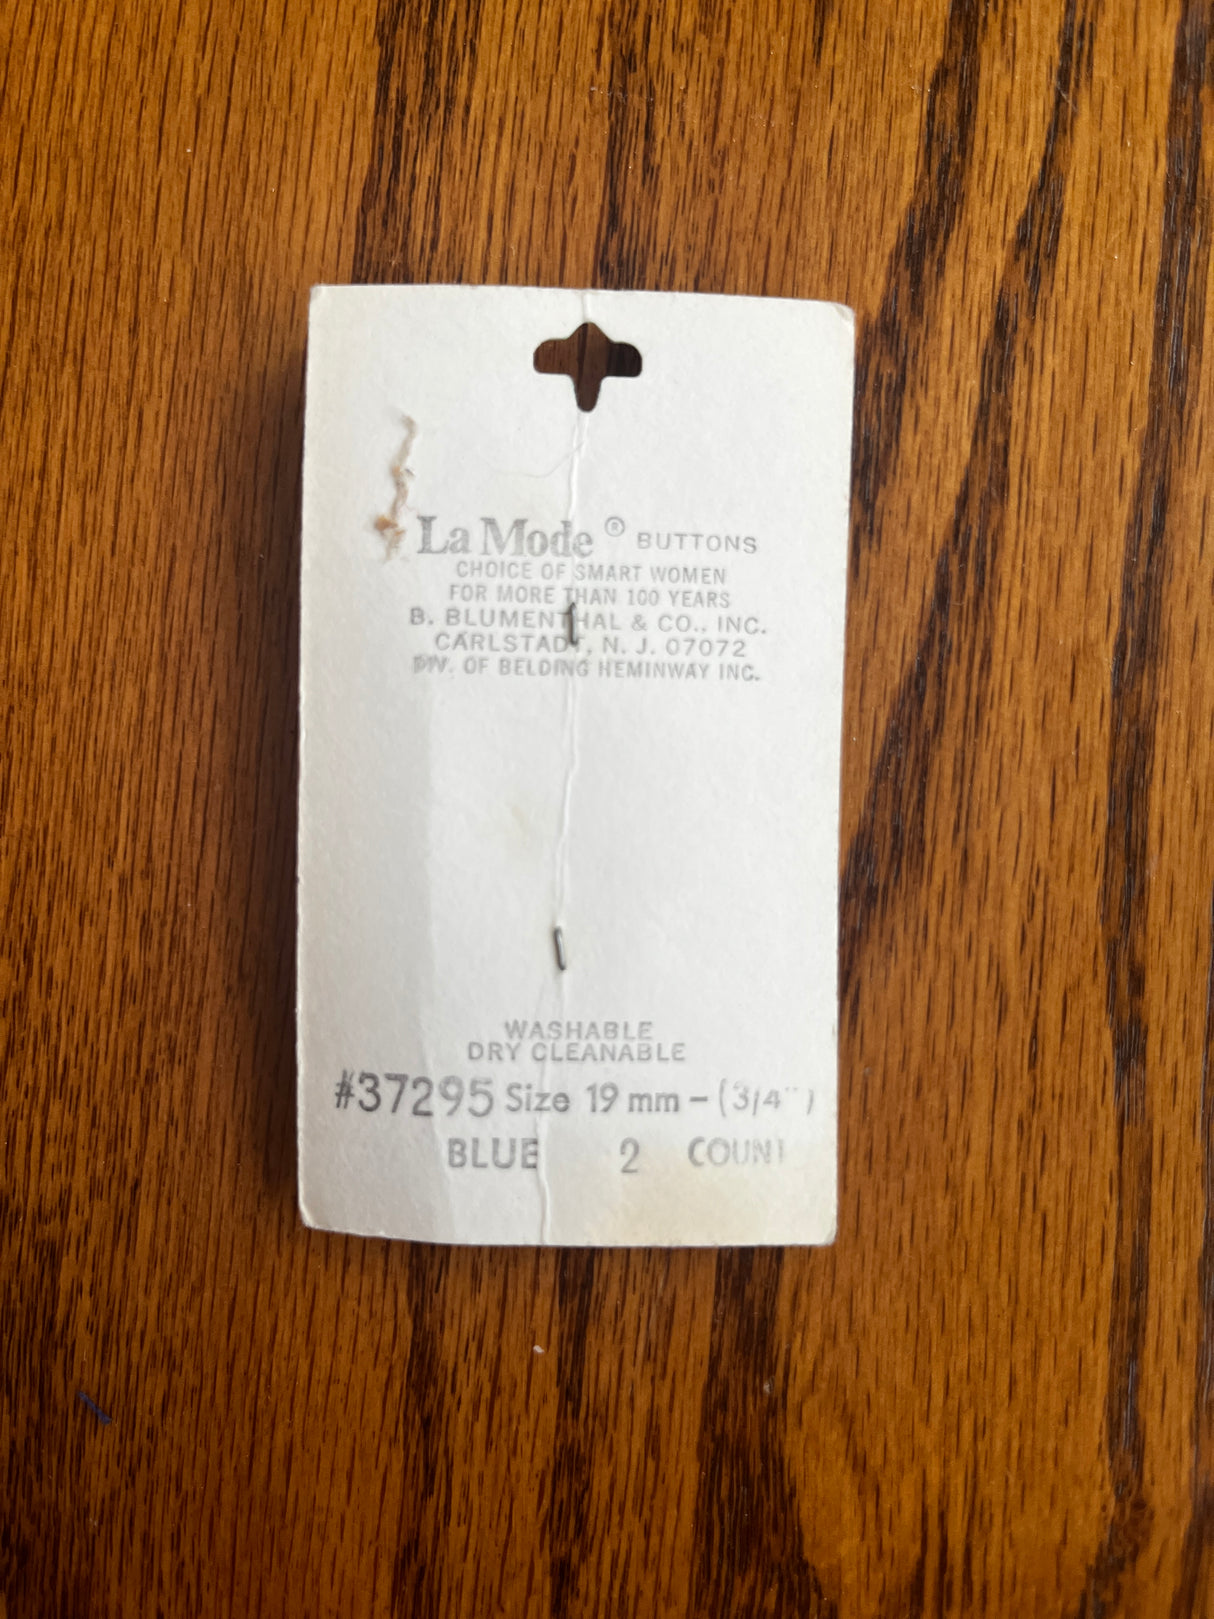 La Mode ® BUTTONS
CHOICE OF SMART WOMEN
FOR MORE THAN 100 YEARS
B. BLUMENTHAL & CO., INC.
CARLSTADT, N. J. 07072
DIV. OF BELDING HEMINWAY INC.
WASHABLE
DRY CLEANABLE
#37295 Size 19 mm - (3/4")
BLUE 2 COUNT